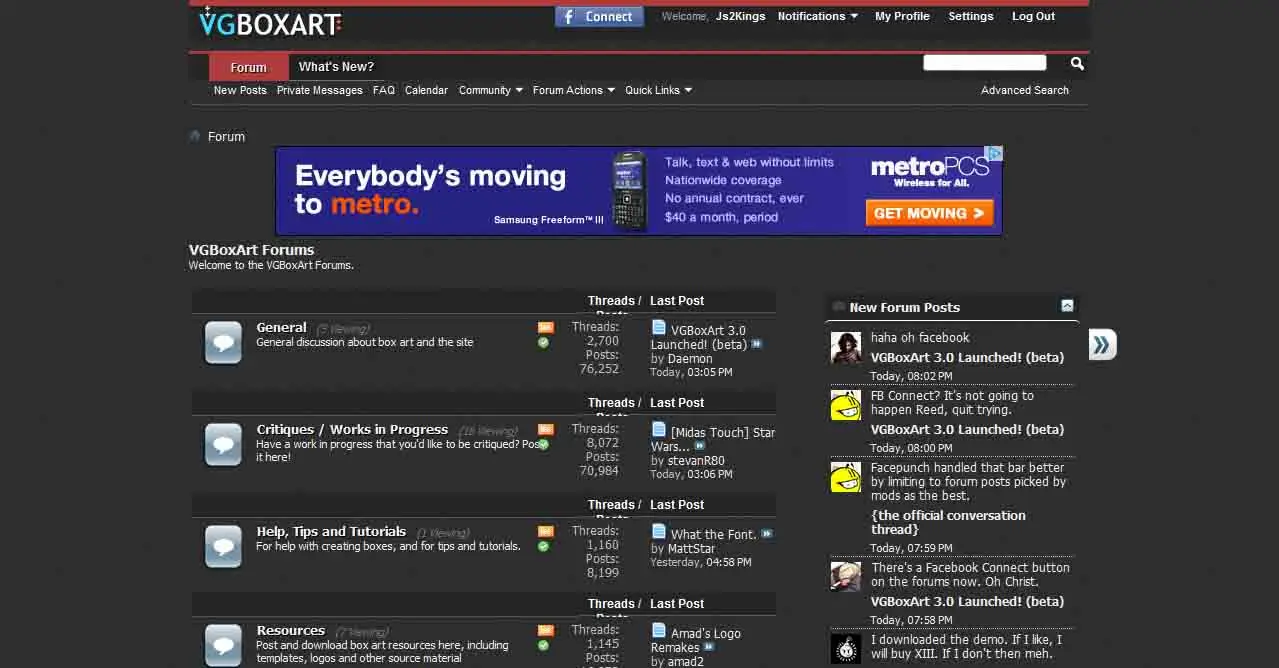 VGBOXART
f Connect
Welcome, Js2Kings Notifications My Profile Settings Log Out
Forum What's New?
New Posts Private Messages FAQ Calendar Community Forum Actions Quick Links Advanced Search
Forum
Everybody's moving
to metro.
Samsung Freeform™ III
Talk, text & web without limits
Nationwide coverage
No annual contract, ever
$40 a month, period
metroPCS
Wireless for All.
GET MOVING >
VGBoxArt Forums
Welcome to the VGBoxArt Forums.
Threads / Last Post
General (3 Viewing)
General discussion about box art and the site
Threads:
2,700
Posts:
76,252
VGBoxArt 3.0
Launched! (beta)
by Daemon
Today, 03:05 PM
Threads / Last Post
Critiques / Works in Progress (18 Viewing)
Have a work in progress that you'd like to be critiqued? Post
it here!
Threads:
8,072
Posts:
70,984
[Midas Touch] Star
Wars...
by stevanR80
Today, 03:06 PM
Threads / Last Post
Help, Tips and Tutorials (1 Viewing)
For help with creating boxes, and for tips and tutorials.
Threads:
1,160
Posts:
8,199
What the Font.
by MattStar
Yesterday, 04:58 PM
Threads / Last Post
Resources (7 Viewing)
Post and download box art resources here, including
templates, logos and other source material
Threads:
1,145
Posts:
Amad's Logo
Remakes
by amad2
New Forum Posts
haha oh facebook
VGBoxArt 3.0 Launched! (beta)
Today, 08:02 PM
FB Connect? It's not going to
happen Reed, quit trying.
VGBoxArt 3.0 Launched! (beta)
Today, 08:00 PM
Facepunch handled that bar better
by limiting to forum posts picked by
mods as the best.
{the official conversation
thread}
Today, 07:59 PM
There's a Facebook Connect button
on the forums now. Oh Christ.
VGBoxArt 3.0 Launched! (beta)
Today, 07:58 PM
I downloaded the demo. If I like, I
will buy XIII. If I don't then meh.